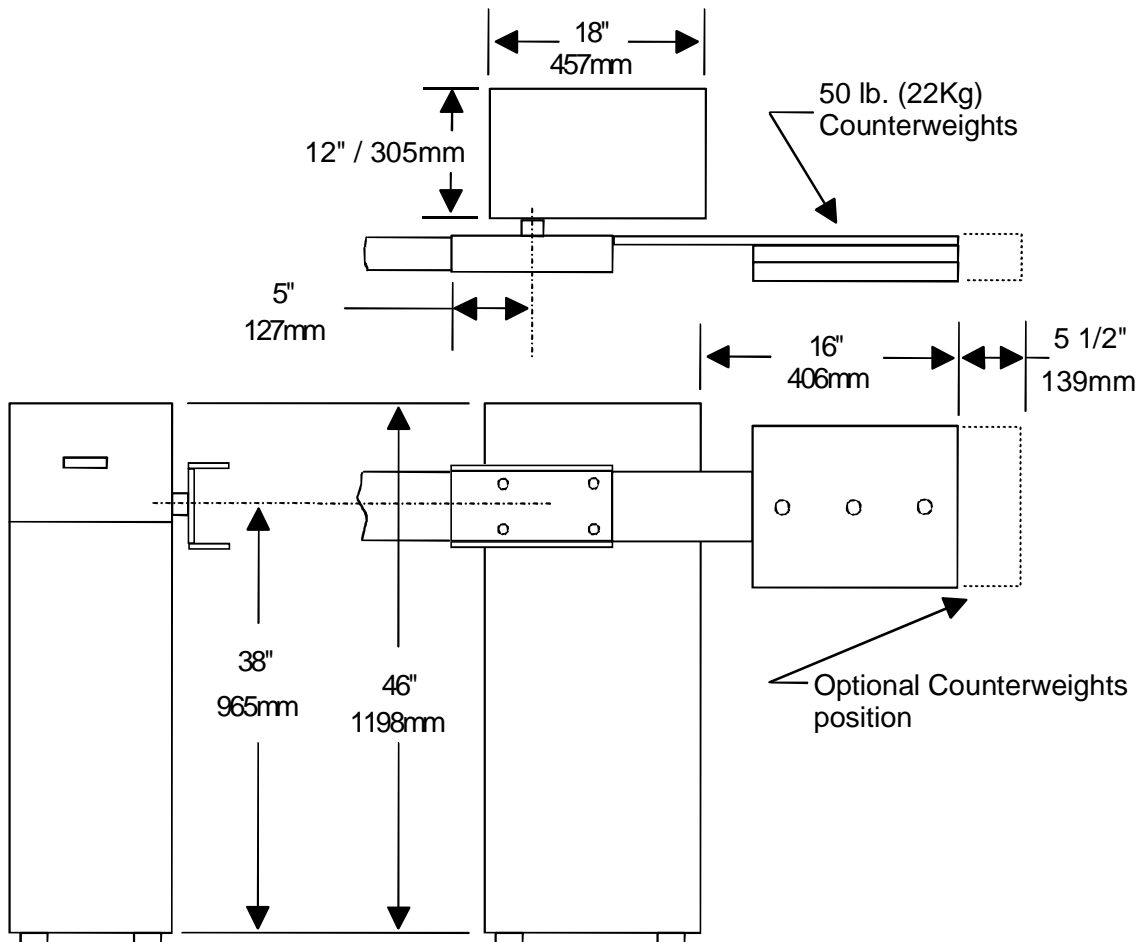 18"
457mm
50 lb. (22Kg)
Counterweights
12" / 305mm
5"
127mm
16"
406mm
5 1/2"
139mm
38"
965mm
46"
1198mm
Optional Counterweights
position